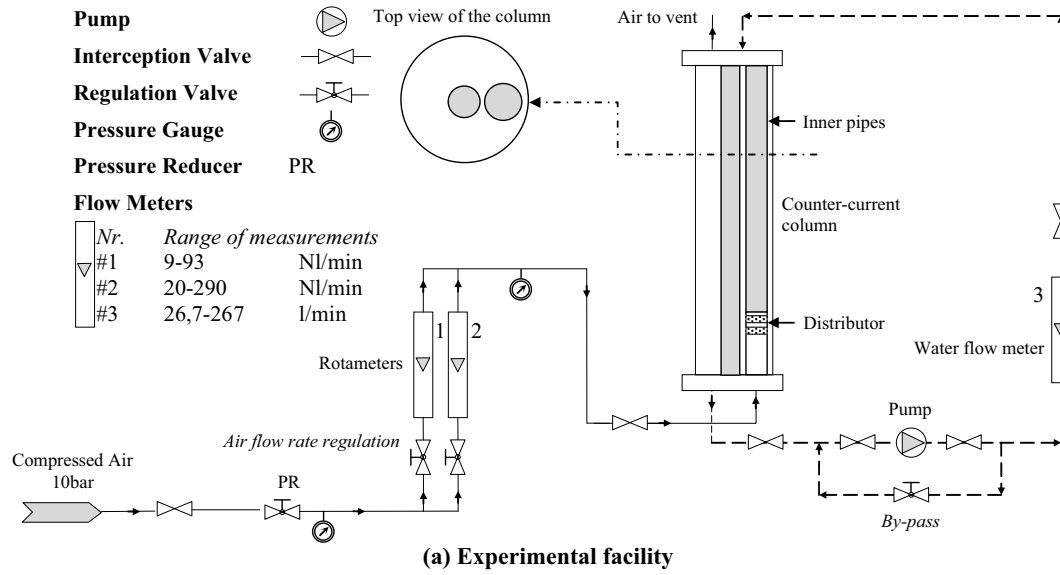 Pump
Top view of the column
Air to vent
Interception Valve
Regulation Valve
Pressure Gauge
Inner pipes
Pressure Reducer PR
Flow Meters
Nr. Range of measurements
#1 9-93 Nl/min
#2 20-290 Nl/min
#3 26,7-267 l/min
Counter-current
column
3
1 2
Distributor
Rotameters
Water flow meter
Pump
Air flow rate regulation
Compressed Air
10bar
PR
By-pass
(a) Experimental facility